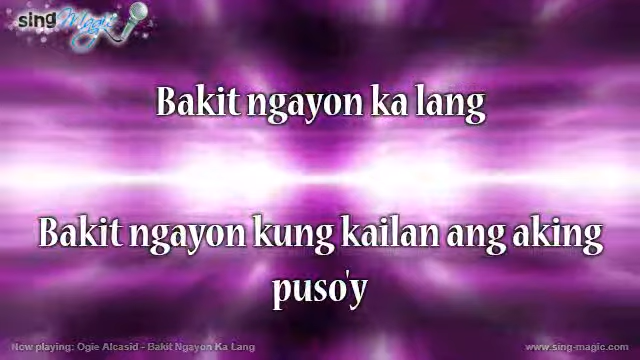 sing
Magic
Bakit ngayon ka lang
Bakit ngayon kung kailan ang aking
puso'y
Now playing: Ogie Alcasid - Bakit Ngayon Ka Lang
www.sing-magic.com